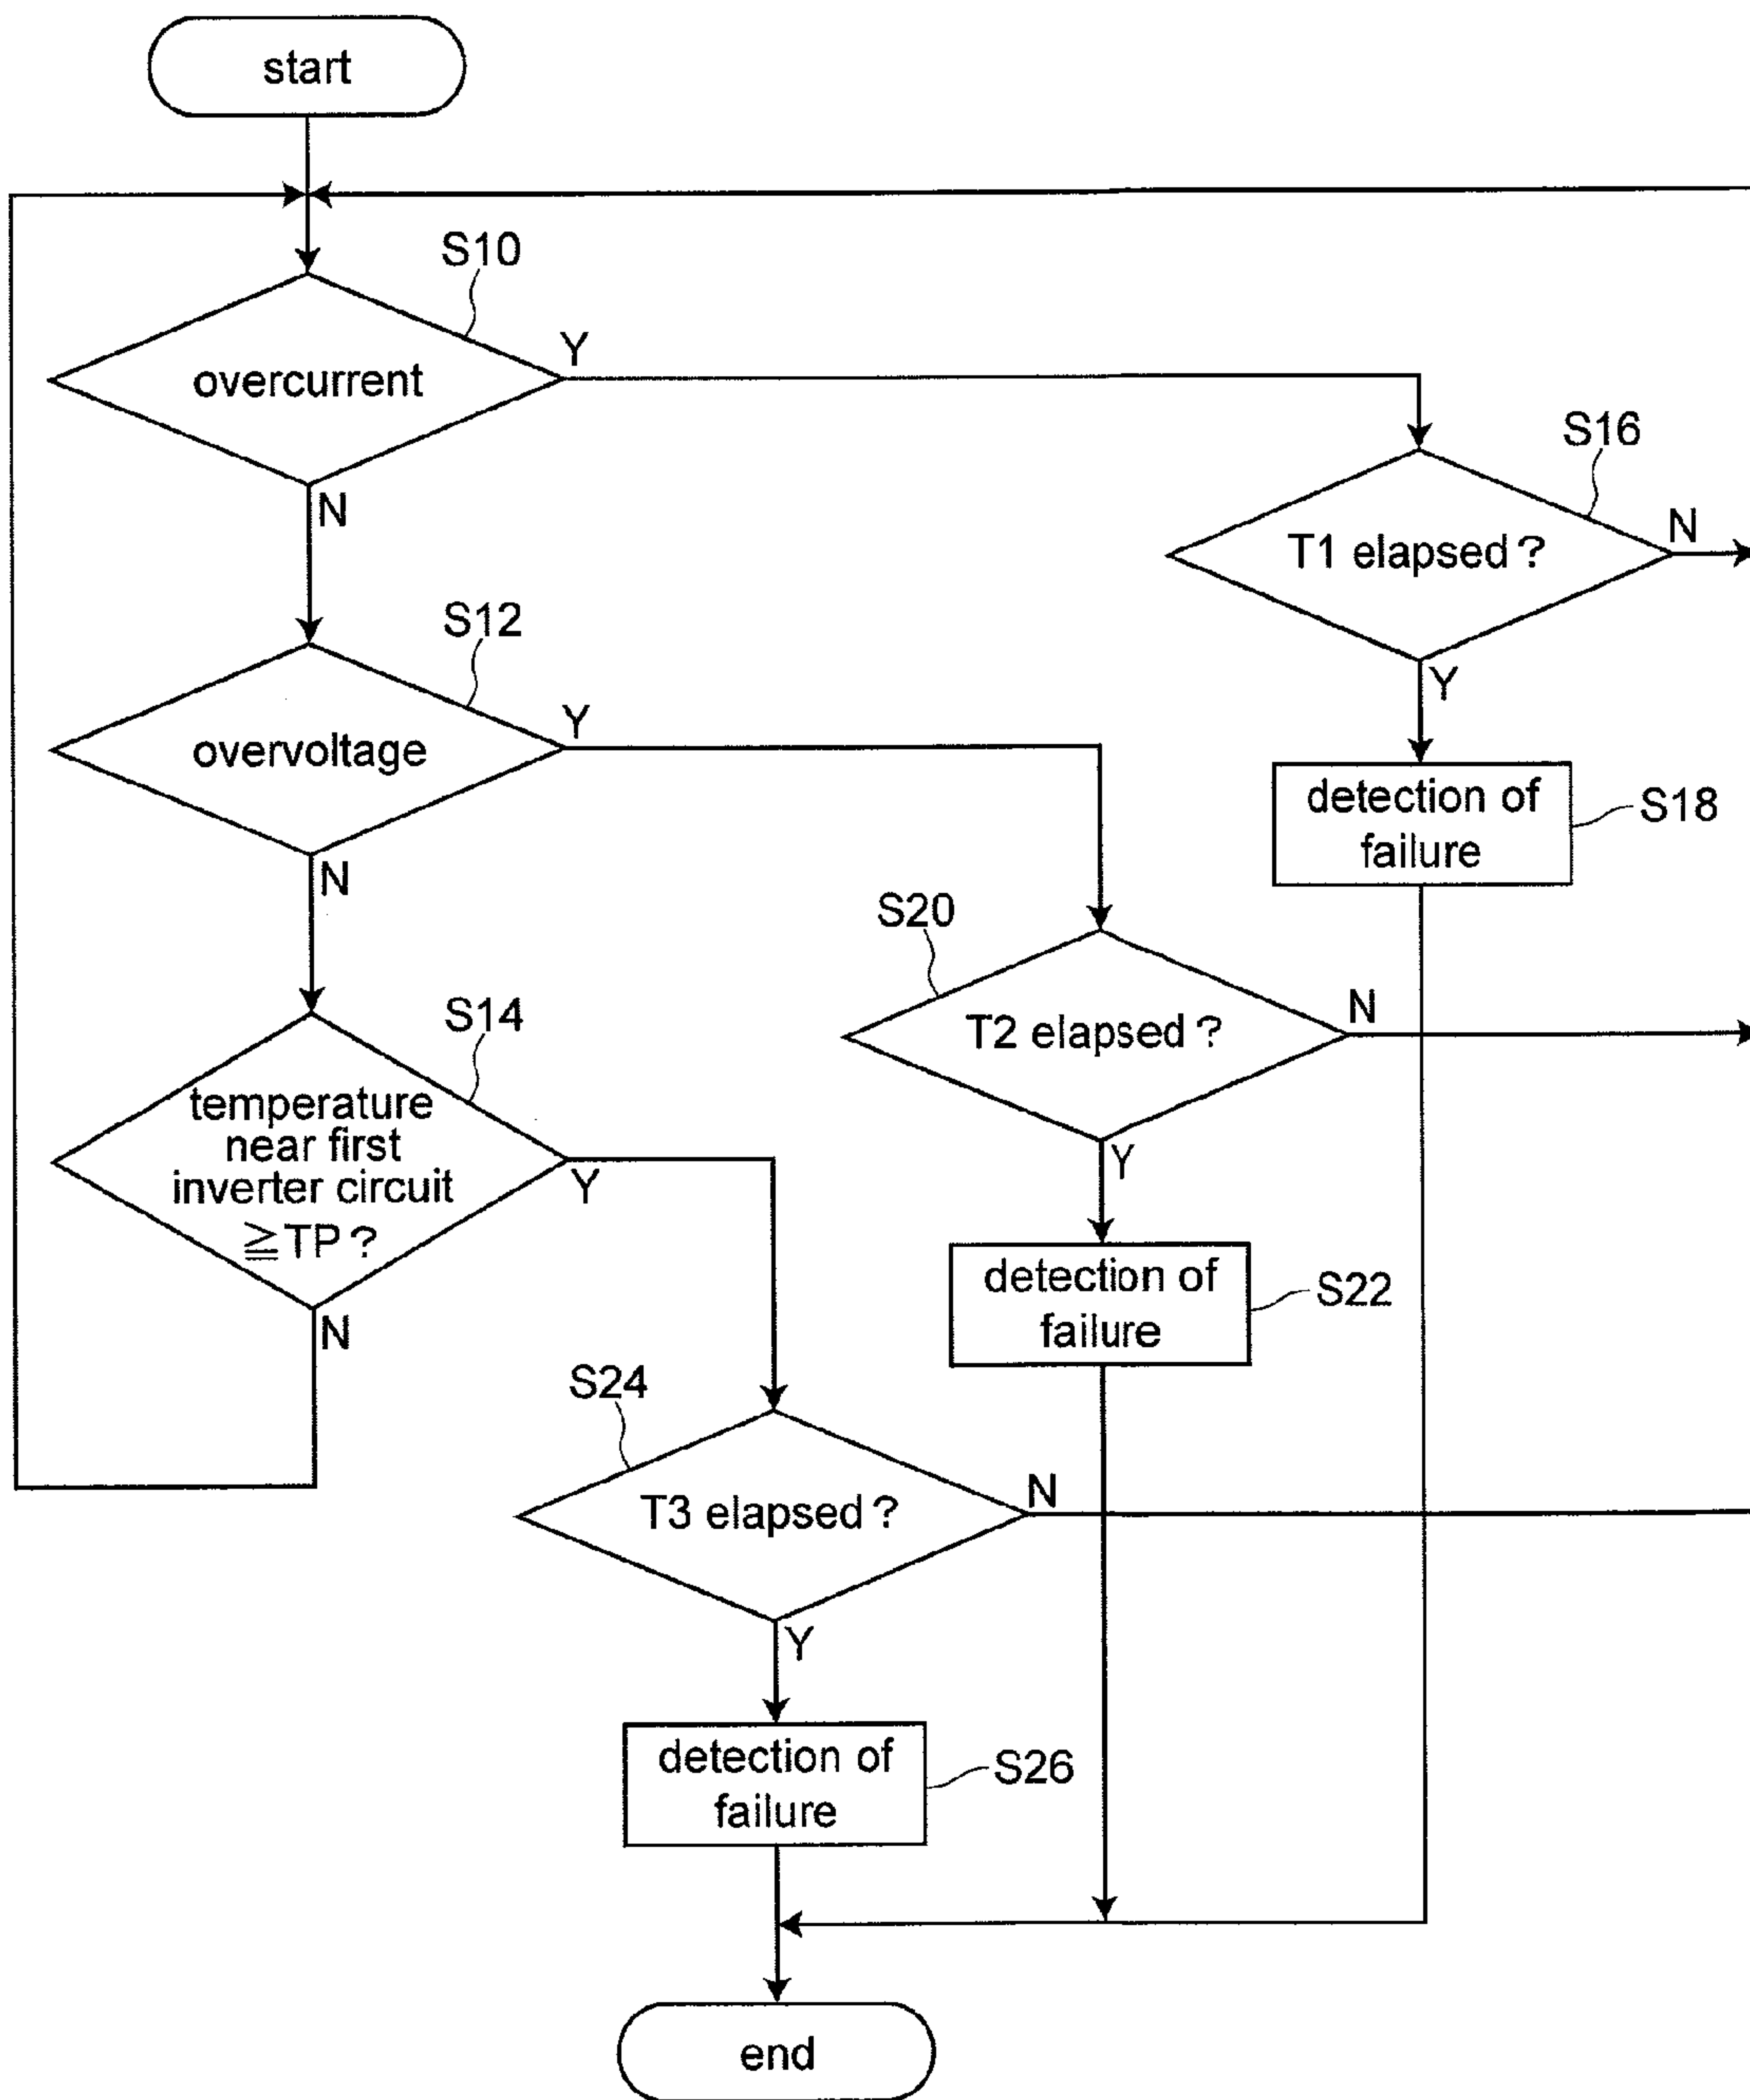 start
S10
overcurrent
Y
N
S16
T1 elapsed ?
N
Y
S18
detection of
failure
S12
overvoltage
Y
N
S20
T2 elapsed ?
N
Y
S22
detection of
failure
S14
temperature
near first
inverter circuit
≧ TP ?
Y
N
S24
T3 elapsed ?
N
Y
S26
detection of
failure
end